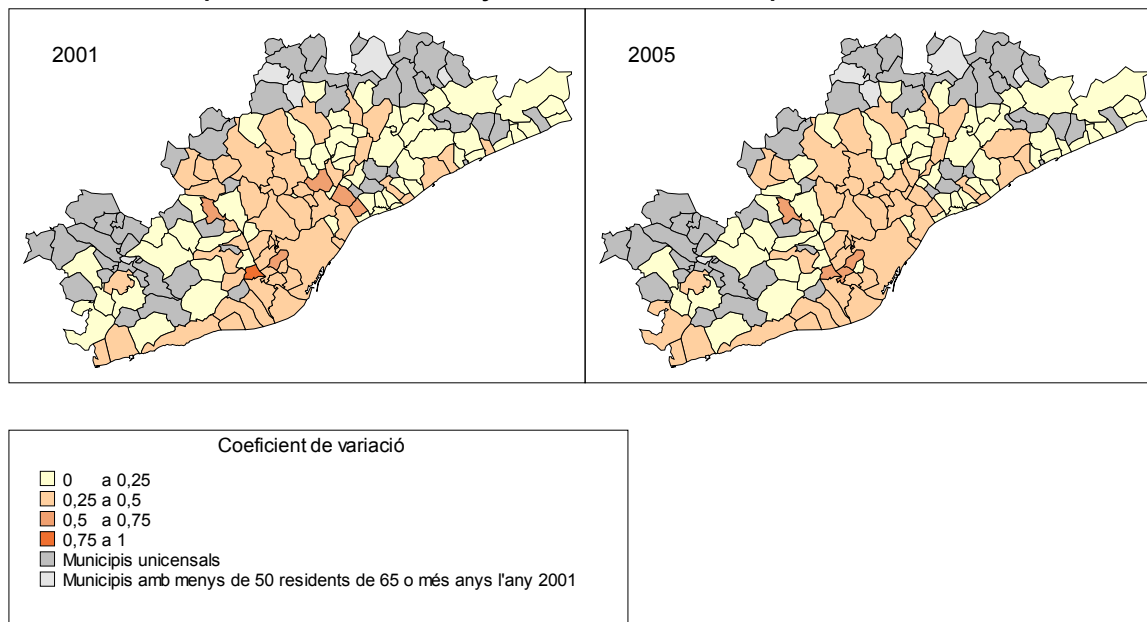 2001
2005
Coeficient de variació
0 a 0,25
0,25 a 0,5
0,5 a 0,75
0,75 a 1
Municipis unicensals
Municipis amb menys de 50 residents de 65 o més anys l'any 2001